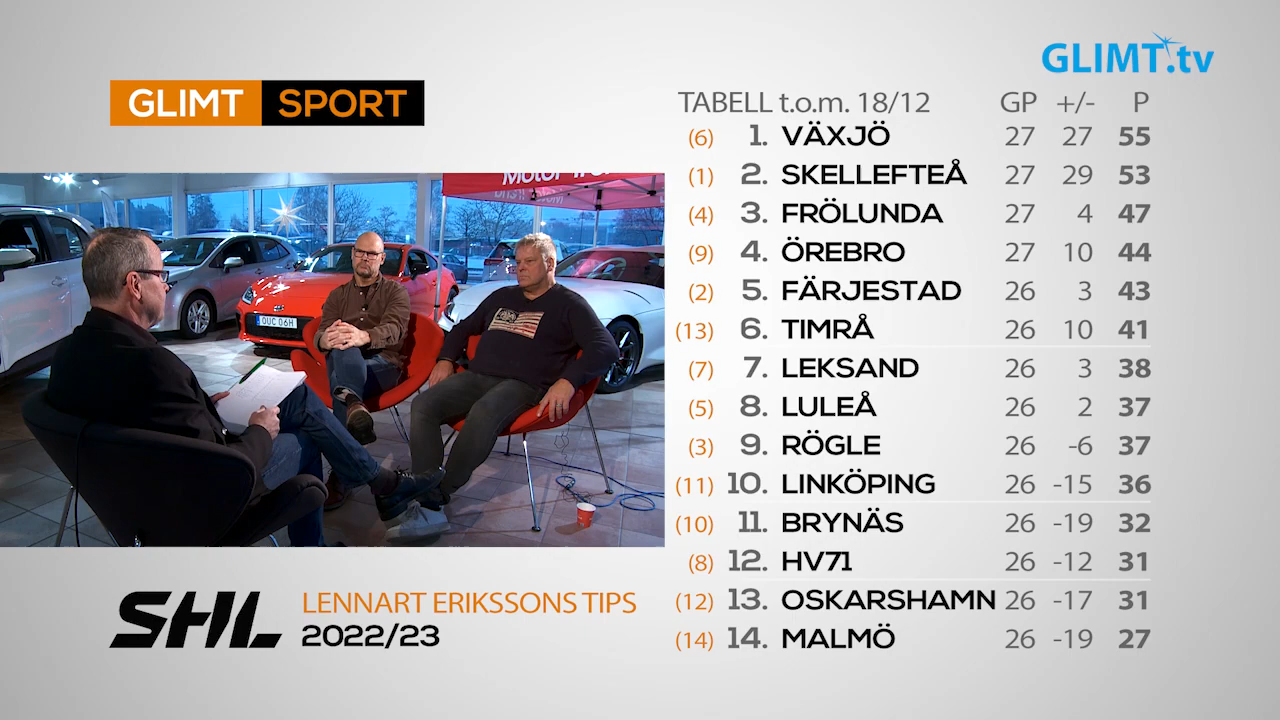 GLIMT.tv
GLIMT SPORT
TABELL t.o.m. 18/12 GP +/- P
(6) 1. VÄXJÖ 27 27 55
(1) 2. SKELLEFTEÅ 27 29 53
(4) 3. FRÖLUNDA 27 4 47
(9) 4. ÖREBRO 27 10 44
(2) 5. FÄRJESTAD 26 3 43
(13) 6. TIMRÅ 26 10 41
(7) 7. LEKSAND 26 3 38
(5) 8. LULEÅ 26 2 37
(3) 9. RÖGLE 26 -6 37
(11) 10. LINKÖPING 26 -15 36
(10) 11. BRYNÄS 26 -19 32
(8) 12. HV71 26 -12 31
(12) 13. OSKARSHAMN 26 -17 31
(14) 14. MALMÖ 26 -19 27
OUC 06H
SHL
LENNART ERIKSSONS TIPS
2022/23